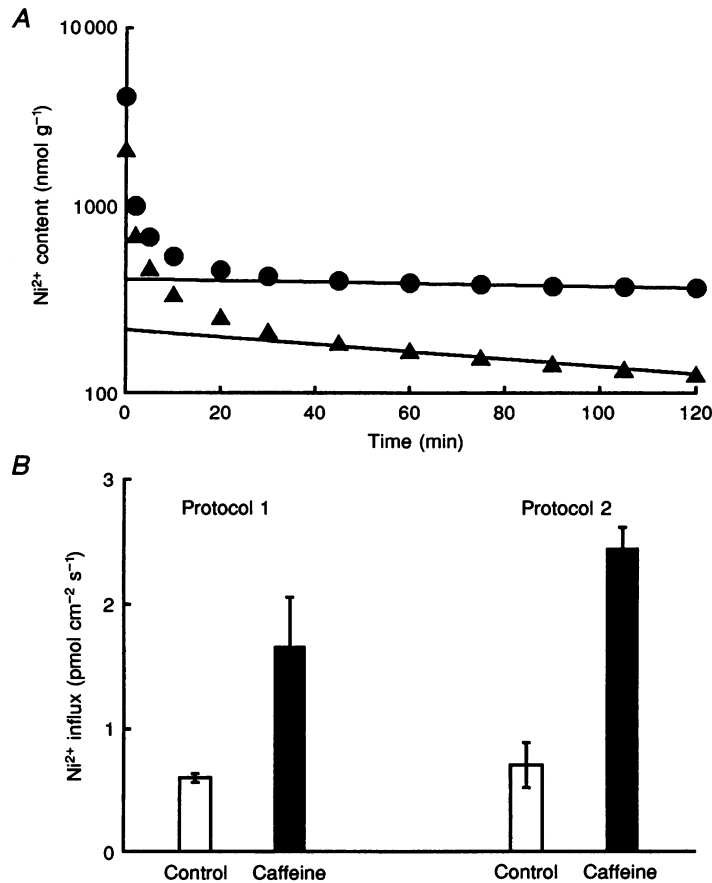 A
10 000
1000
100
Ni²⁺ content (nmol g⁻¹)
0 20 40 60 80 100 120
Time (min)
B
3
2
1
0
Ni²⁺ influx (pmol cm⁻² s⁻¹)
Protocol 1 Protocol 2
Control Caffeine Control Caffeine